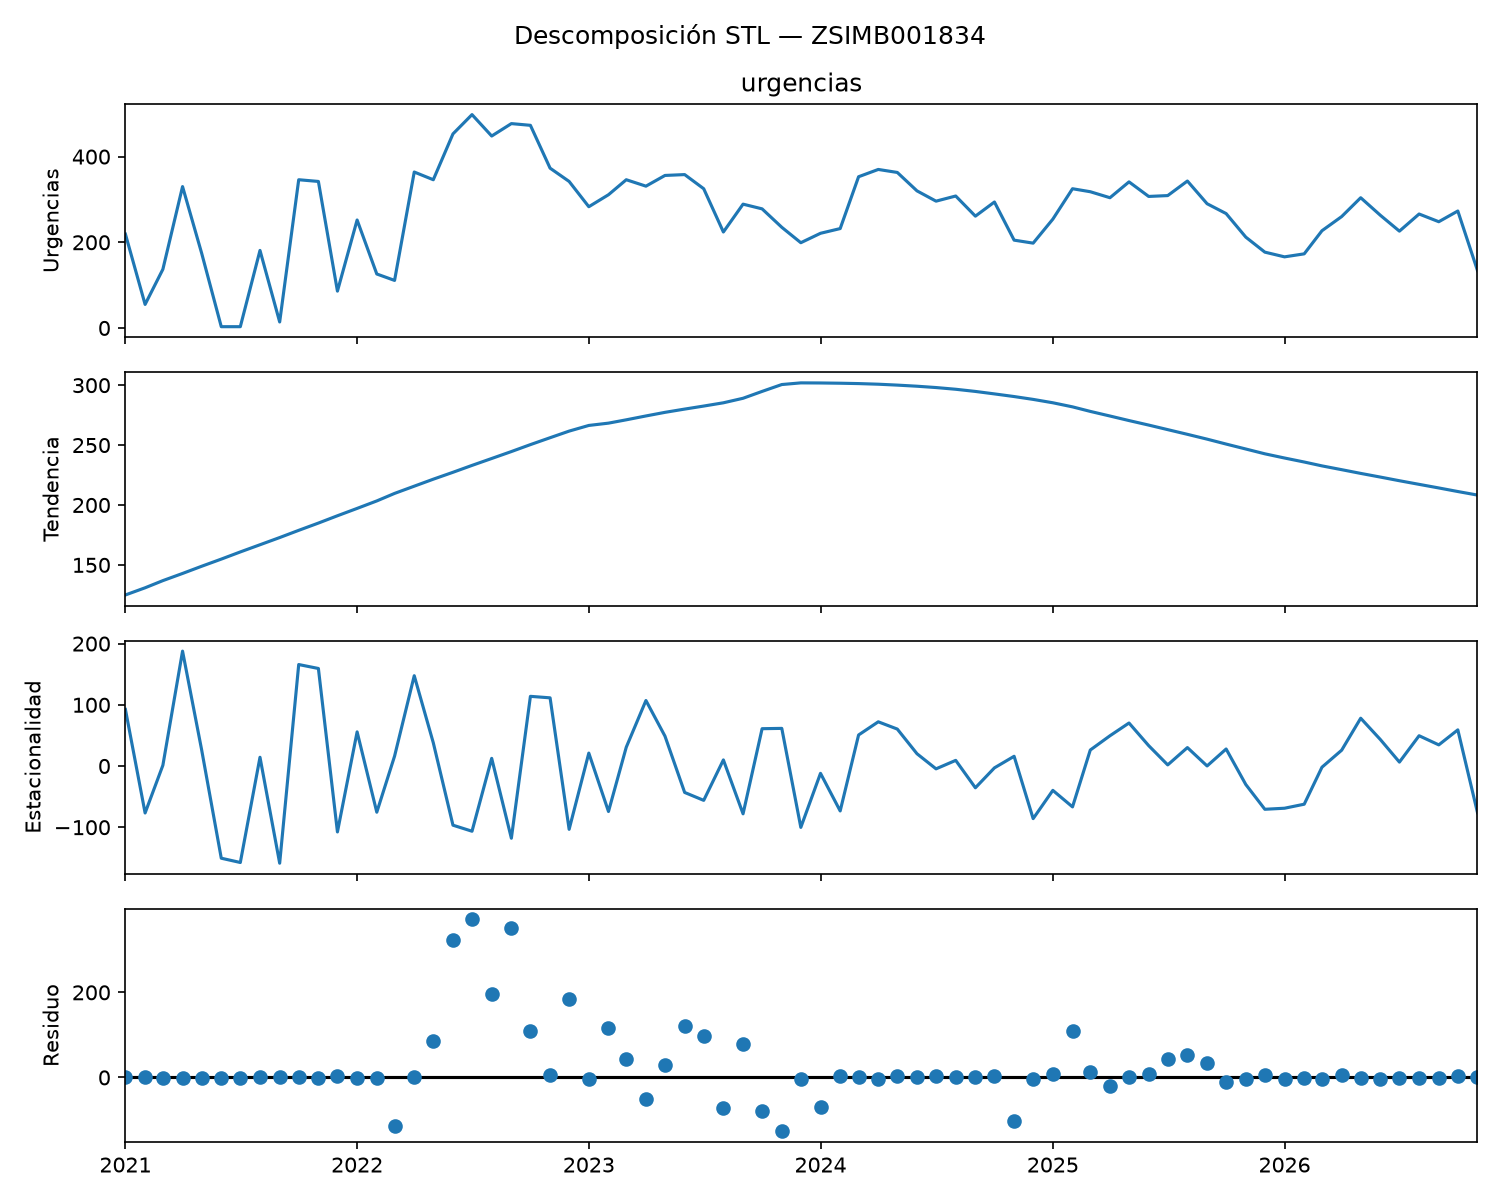 Descomposición STL — ZSIMB001834
urgencias
Urgencias
400
200
0
Tendencia
300
250
200
150
Estacionalidad
200
100
0
−100
Residuo
200
0
2021 2022 2023 2024 2025 2026